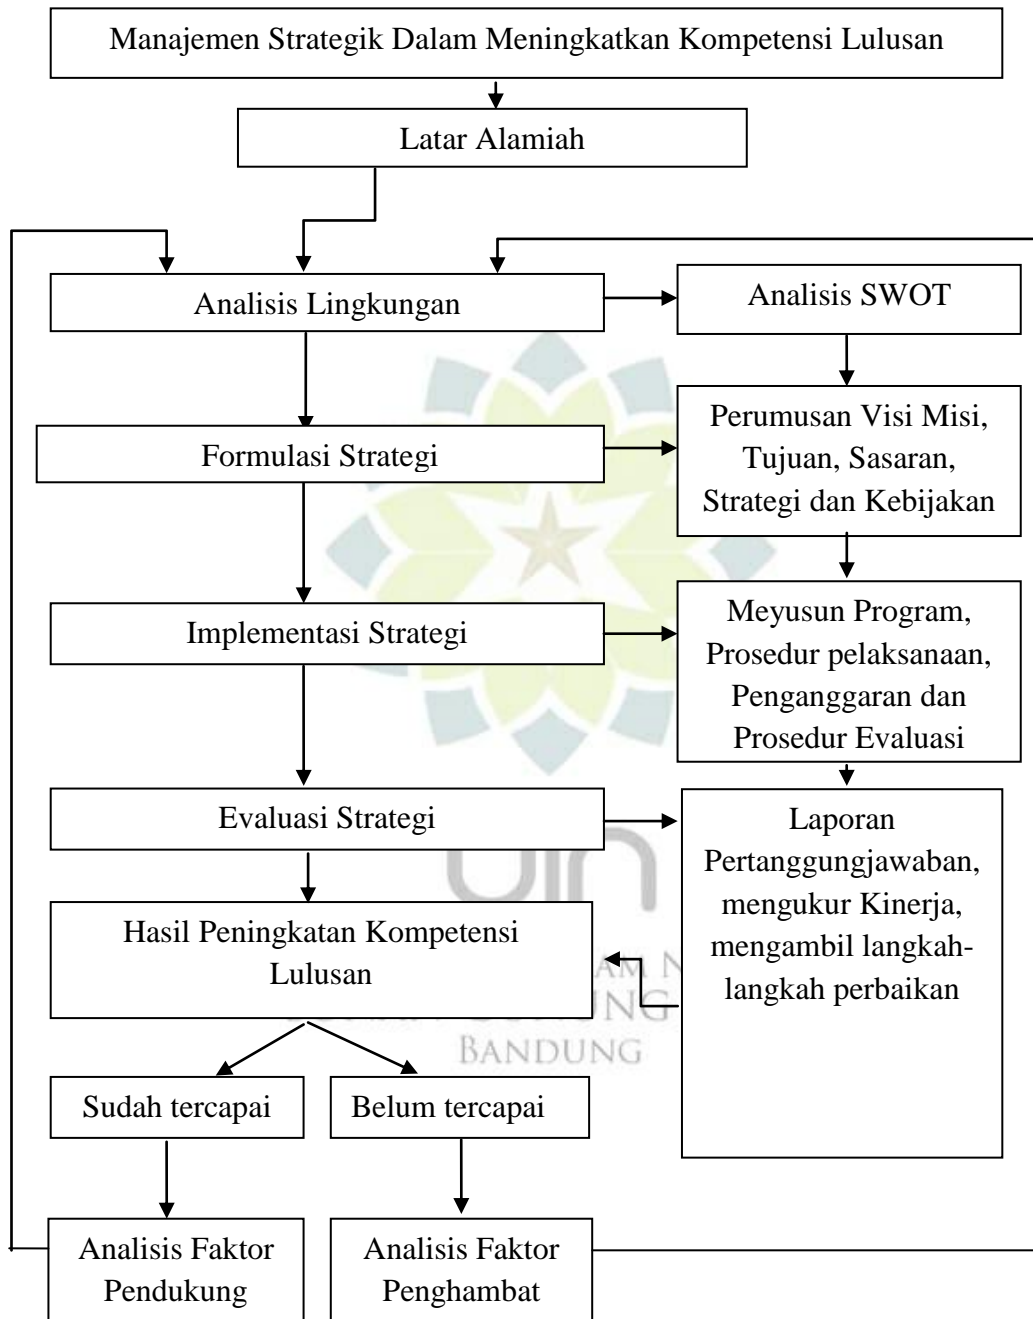 Manajemen Strategik Dalam Meningkatkan Kompetensi Lulusan
Latar Alamiah
Analisis Lingkungan
Analisis SWOT
Formulasi Strategi
Perumusan Visi Misi,
Tujuan, Sasaran,
Strategi dan Kebijakan
Implementasi Strategi
Meyusun Program,
Prosedur pelaksanaan,
Penganggaran dan
Prosedur Evaluasi
Evaluasi Strategi
Laporan
Pertanggungjawaban,
mengukur Kinerja,
mengambil langkah-
langkah perbaikan
Hasil Peningkatan Kompetensi
Lulusan
uin
BANDUNG
Sudah tercapai
Belum tercapai
Analisis Faktor
Pendukung
Analisis Faktor
Penghambat